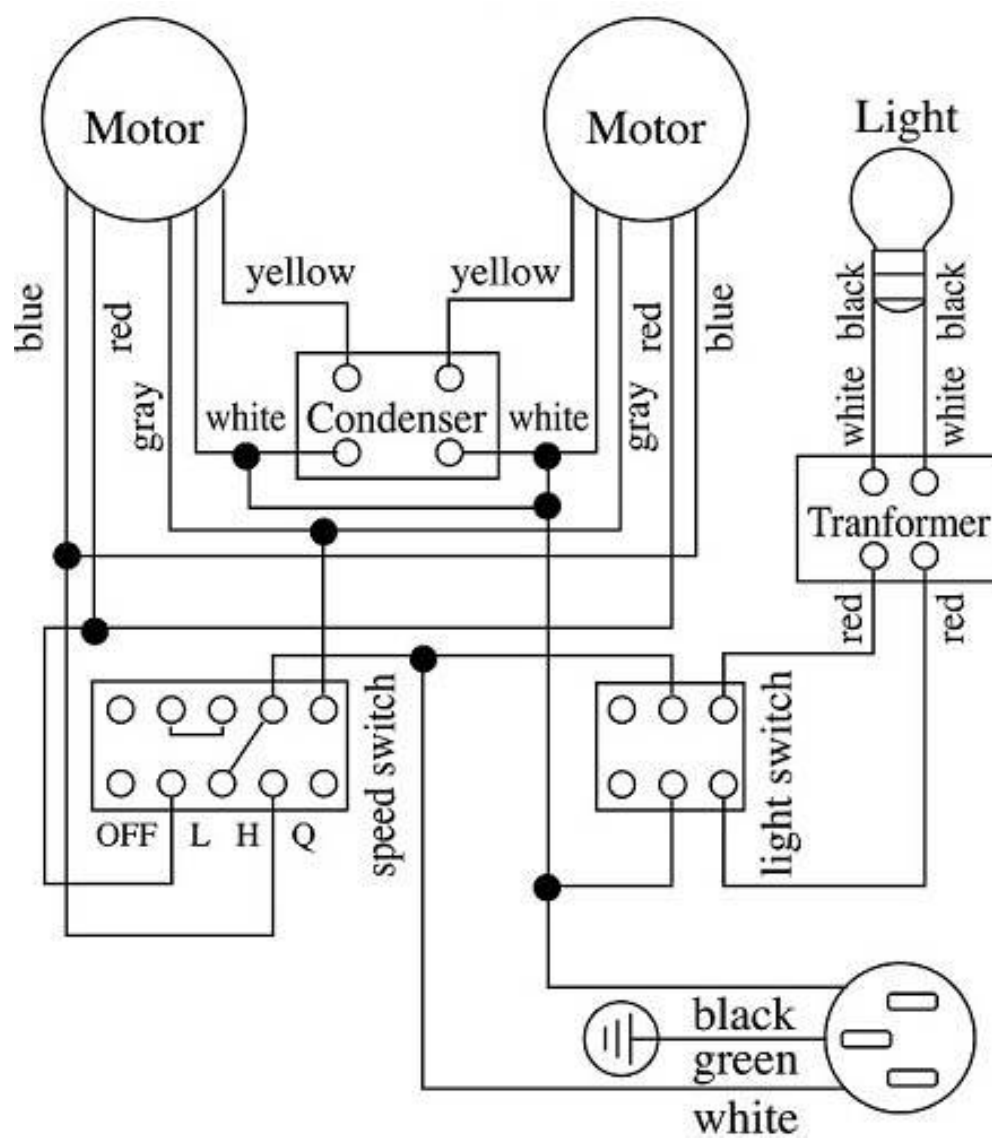 Motor
Motor
Light
blue
red
gray
yellow
yellow
red
blue
gray
black
black
white
Condenser
white
white
white
Tranformer
red
red
speed switch
light switch
OFF L H Q
black
green
white